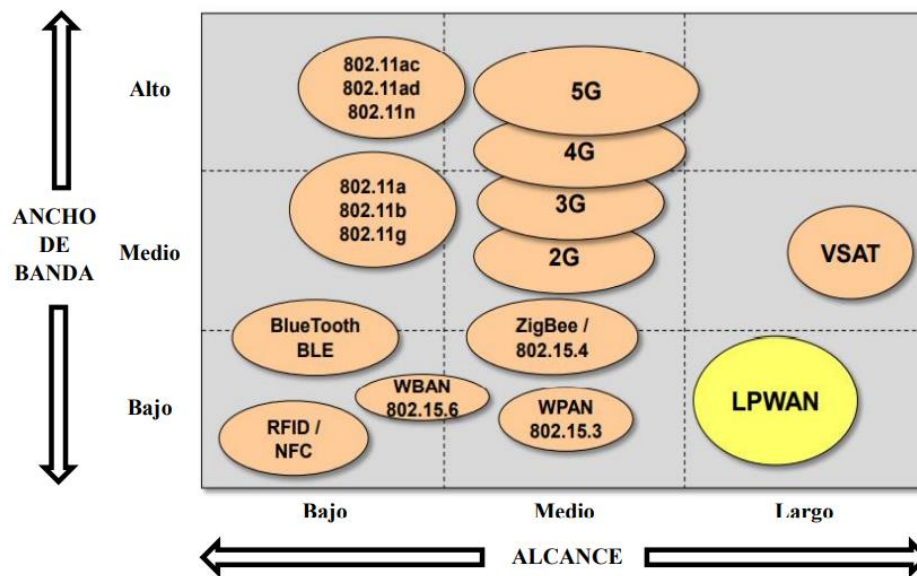 Alto
802.11ac
802.11ad
802.11n
5G
4G
ANCHO
DE
BANDA
Medio
802.11a
802.11b
802.11g
3G
2G
VSAT
BlueTooth
BLE
ZigBee /
802.15.4
Bajo
WBAN
802.15.6
RFID /
NFC
WPAN
802.15.3
LPWAN
Bajo
Medio
Largo
ALCANCE